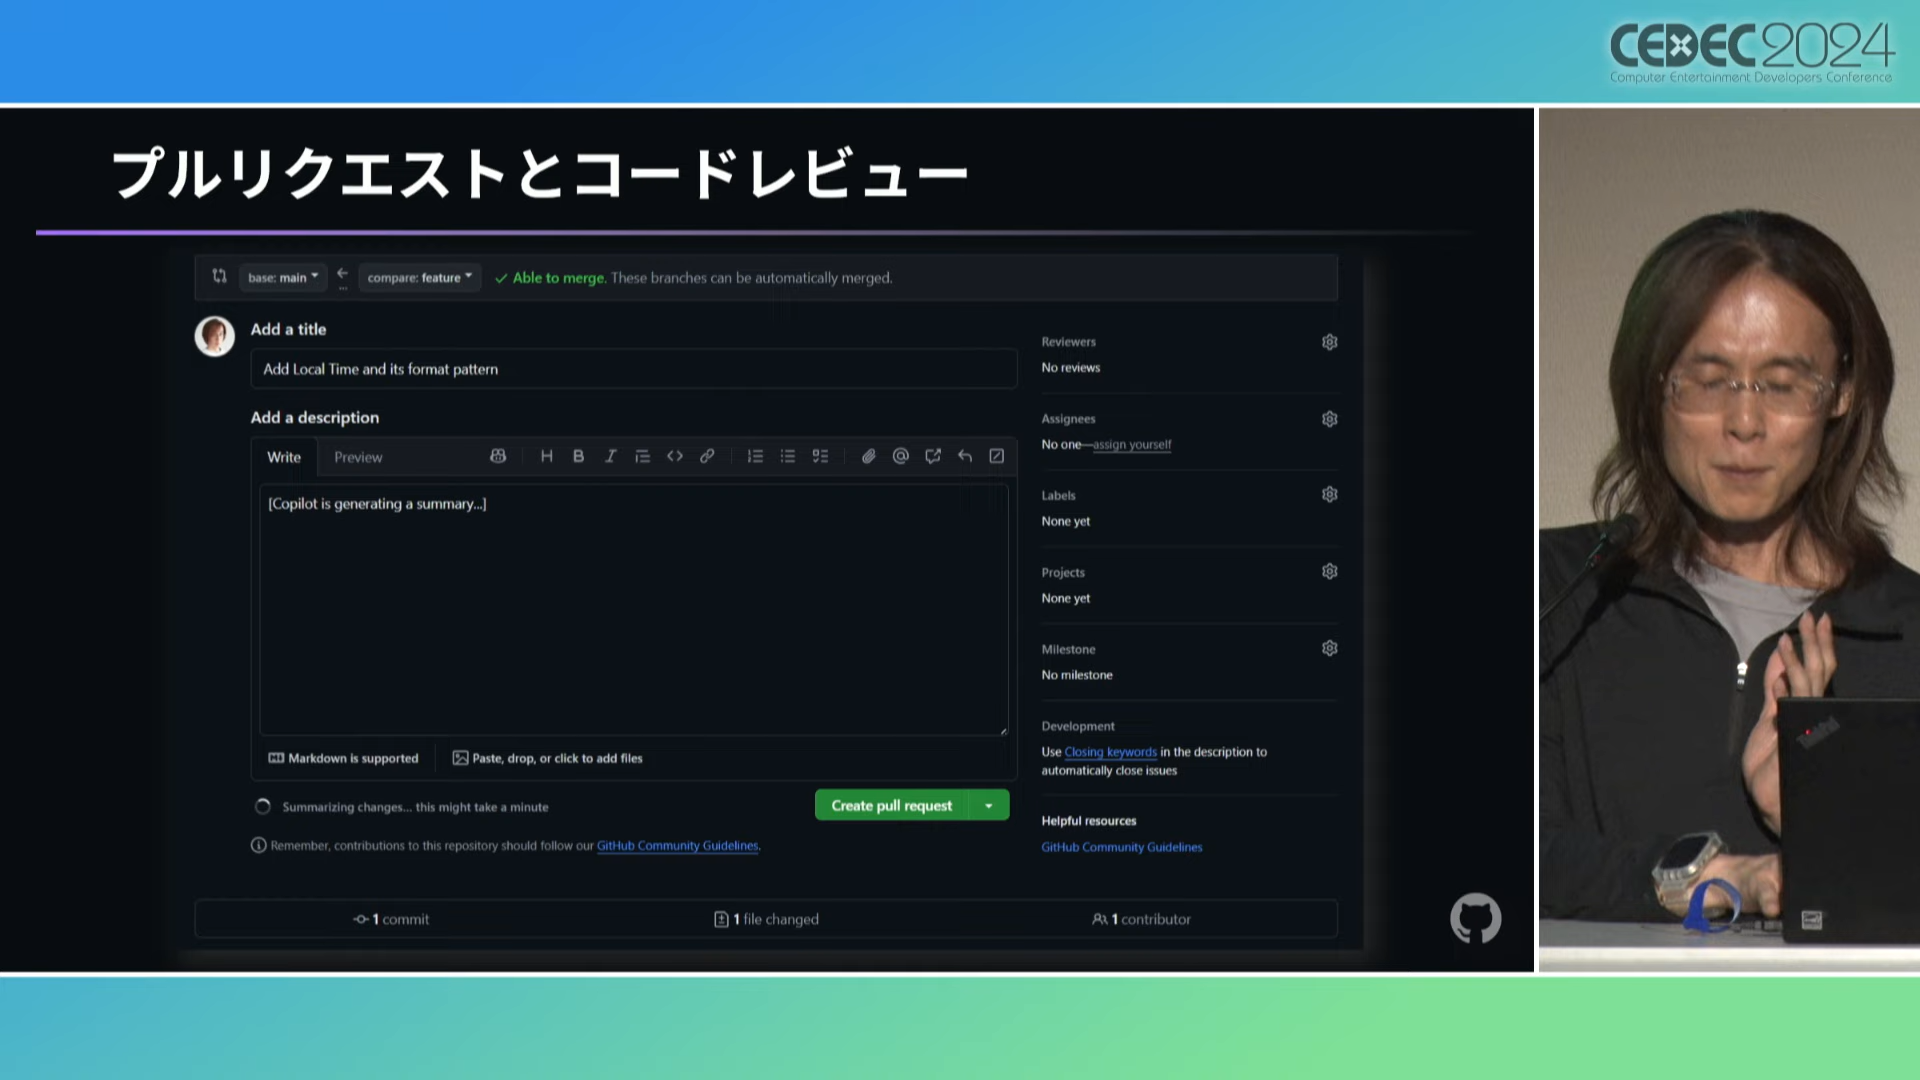 CEDEC2024
Computer Entertainment Developers Conference
プルリクエストとコードレビュー
base: main
compare: feature
Able to merge. These branches can be automatically merged.
Add a title
Add Local Time and its format pattern
Add a description
Write Preview
[Copilot is generating a summary...]
Markdown is supported
Paste, drop, or click to add files
Summarizing changes... this might take a minute
Create pull request
Remember, contributions to this repository should follow our GitHub Community Guidelines.
Reviewers
No reviews
Assignees
No one—assign yourself
Labels
None yet
Projects
None yet
Milestone
No milestone
Development
Use Closing keywords in the description to
automatically close issues
Helpful resources
GitHub Community Guidelines
1 commit
1 file changed
1 contributor
ThinkPad